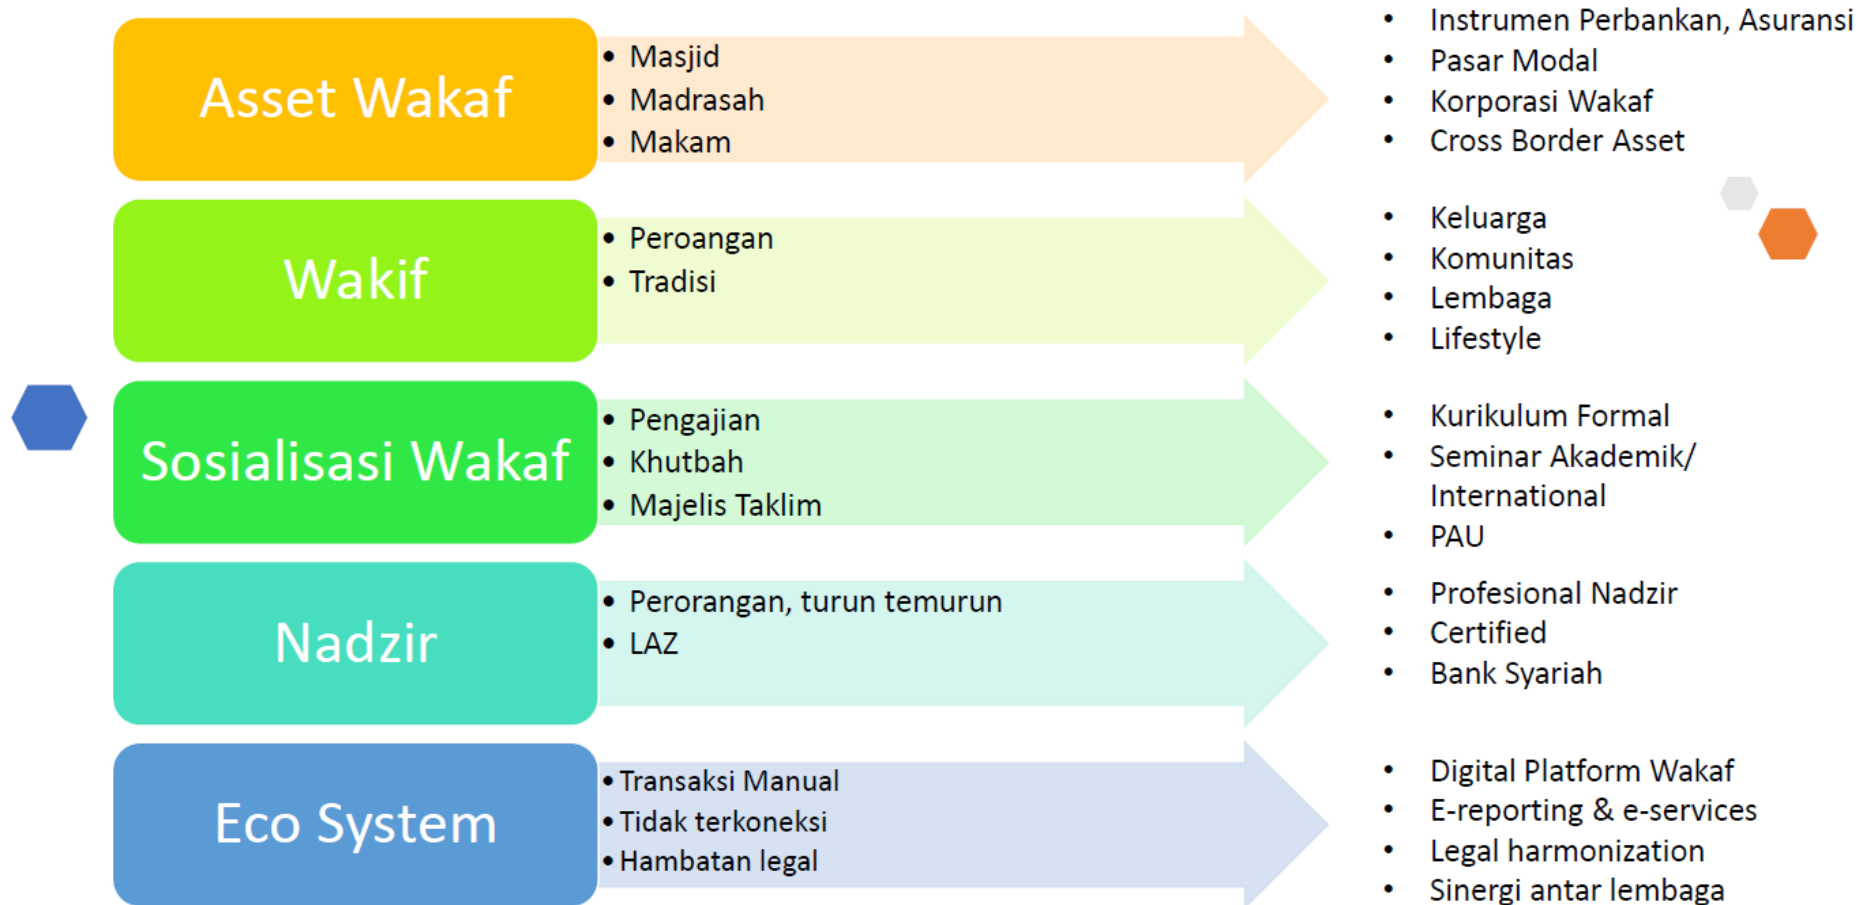 Asset Wakaf
• Masjid
• Madrasah
• Makam
• Instrumen Perbankan, Asuransi
• Pasar Modal
• Korporasi Wakaf
• Cross Border Asset
Wakif
• Peroangan
• Tradisi
• Keluarga
• Komunitas
• Lembaga
• Lifestyle
Sosialisasi Wakaf
• Pengajian
• Khutbah
• Majelis Taklim
• Kurikulum Formal
• Seminar Akademik/
International
• PAU
Nadzir
• Perorangan, turun temurun
• LAZ
• Profesional Nadzir
• Certified
• Bank Syariah
Eco System
• Transaksi Manual
• Tidak terkoneksi
• Hambatan legal
• Digital Platform Wakaf
• E-reporting & e-services
• Legal harmonization
• Sinergi antar lembaga